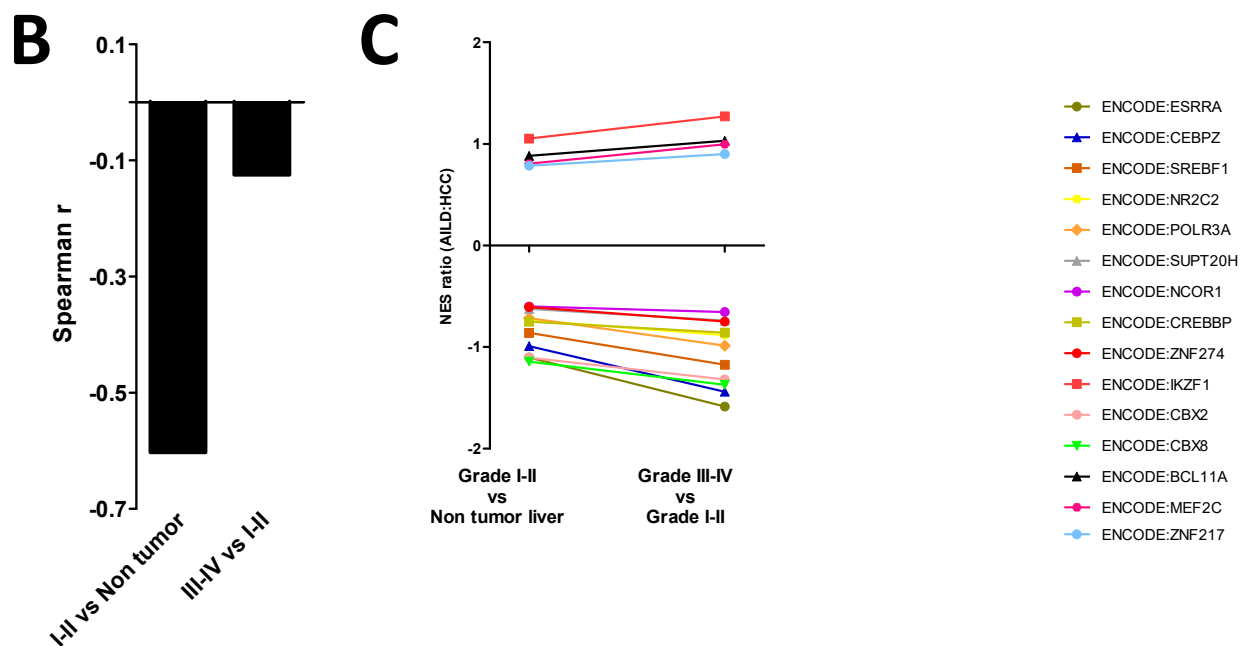 B
0.1
-0.1
-0.3
-0.5
-0.7
Spearman r
I-II vs Non tumor
III-IV vs I-II
C
2
1
0
-1
-2
NES ratio (AILD:HCC)
Grade I-II
vs
Non tumor liver
Grade III-IV
vs
Grade I-II
ENCODE:ESRRA
ENCODE:CEBPZ
ENCODE:SREBF1
ENCODE:NR2C2
ENCODE:POLR3A
ENCODE:SUPT20H
ENCODE:NCOR1
ENCODE:CREBBP
ENCODE:ZNF274
ENCODE:IKZF1
ENCODE:CBX2
ENCODE:CBX8
ENCODE:BCL11A
ENCODE:MEF2C
ENCODE:ZNF217